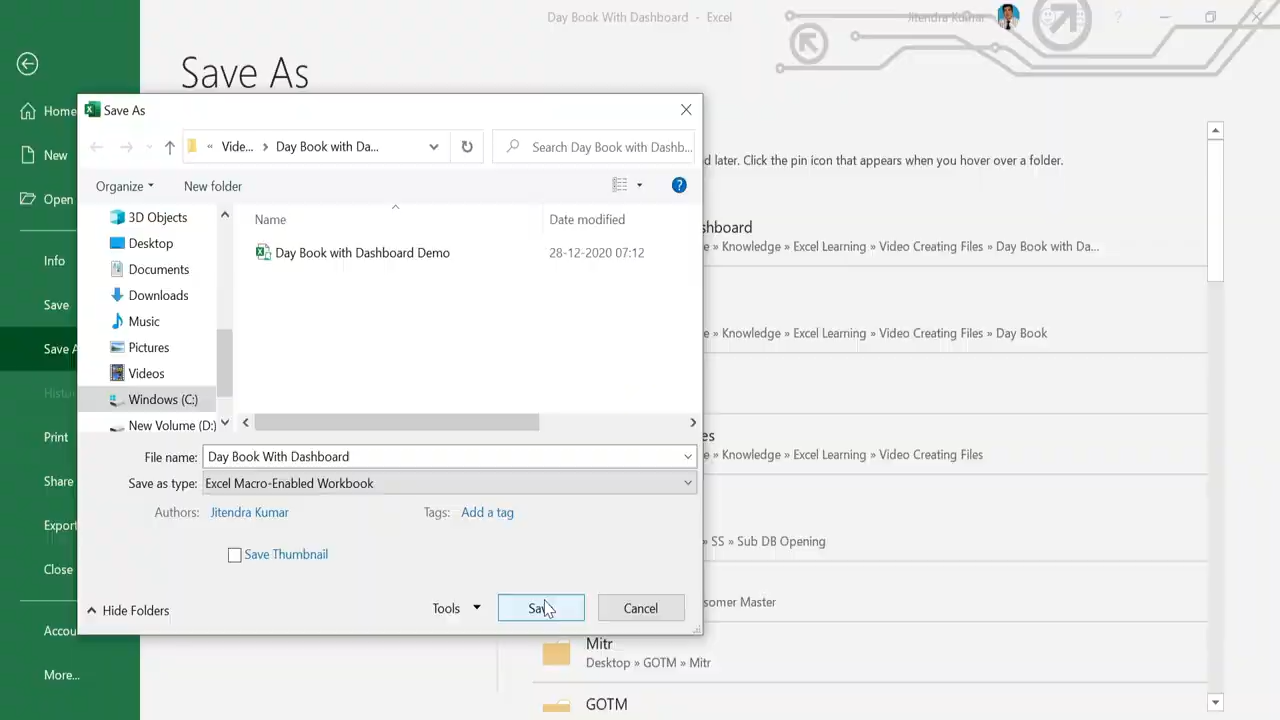 Day Book With Dashboard - Excel
Jitendra Kumar
?
Save As
Home
New
Open
Info
Save
Save A
Histo
Print
Share
Export
Close
Accou
More...
Save As
Vide... Day Book with Da...
Search Day Book with Dashb...
Organize
New folder
?
3D Objects
Desktop
Documents
Downloads
Music
Pictures
Videos
Windows (C:)
New Volume (D:)
Name Date modified
Day Book with Dashboard Demo 28-12-2020 07:12
File name: Day Book With Dashboard
Save as type: Excel Macro-Enabled Workbook
Authors: Jitendra Kumar
Tags: Add a tag
Save Thumbnail
Hide Folders
Tools
Save
Cancel
d later. Click the pin icon that appears when you hover over a folder.
shboard
e » Knowledge » Excel Learning » Video Creating Files » Day Book with Da...
e » Knowledge » Excel Learning » Video Creating Files » Day Book
es
e » Knowledge » Excel Learning » Video Creating Files
» SS » Sub DB Opening
somer Master
Mitr
Desktop » GOTM » Mitr
GOTM